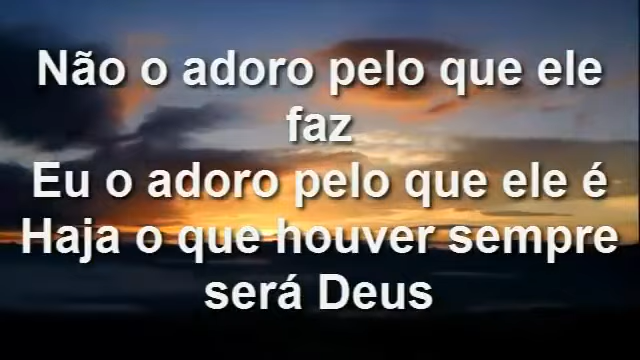 Não o adoro pelo que ele
faz
Eu o adoro pelo que ele é
Haja o que houver sempre
será Deus